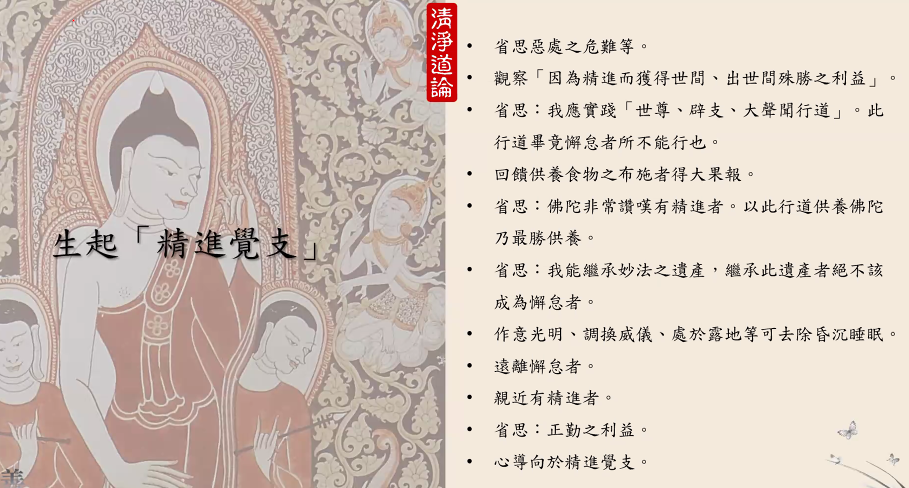 清淨道論
生起「精進覺支」
• 省思惡處之危難等。
• 觀察「因為精進而獲得世間、出世間殊勝之利益」。
• 省思：我應實踐「世尊、辟支、大聲聞行道」。此
行道畢竟懈怠者所不能行也。
• 回饋供養食物之布施者得大果報。
• 省思：佛陀非常讚嘆有精進者。以此行道供養佛陀
乃最勝供養。
• 省思：我能繼承妙法之遺產，繼承此遺產者絕不該
成為懈怠者。
• 作意光明、調換威儀、處於露地等可去除昏沉睡眠。
• 遠離懈怠者。
• 親近有精進者。
• 省思：正勤之利益。
• 心導向於精進覺支。